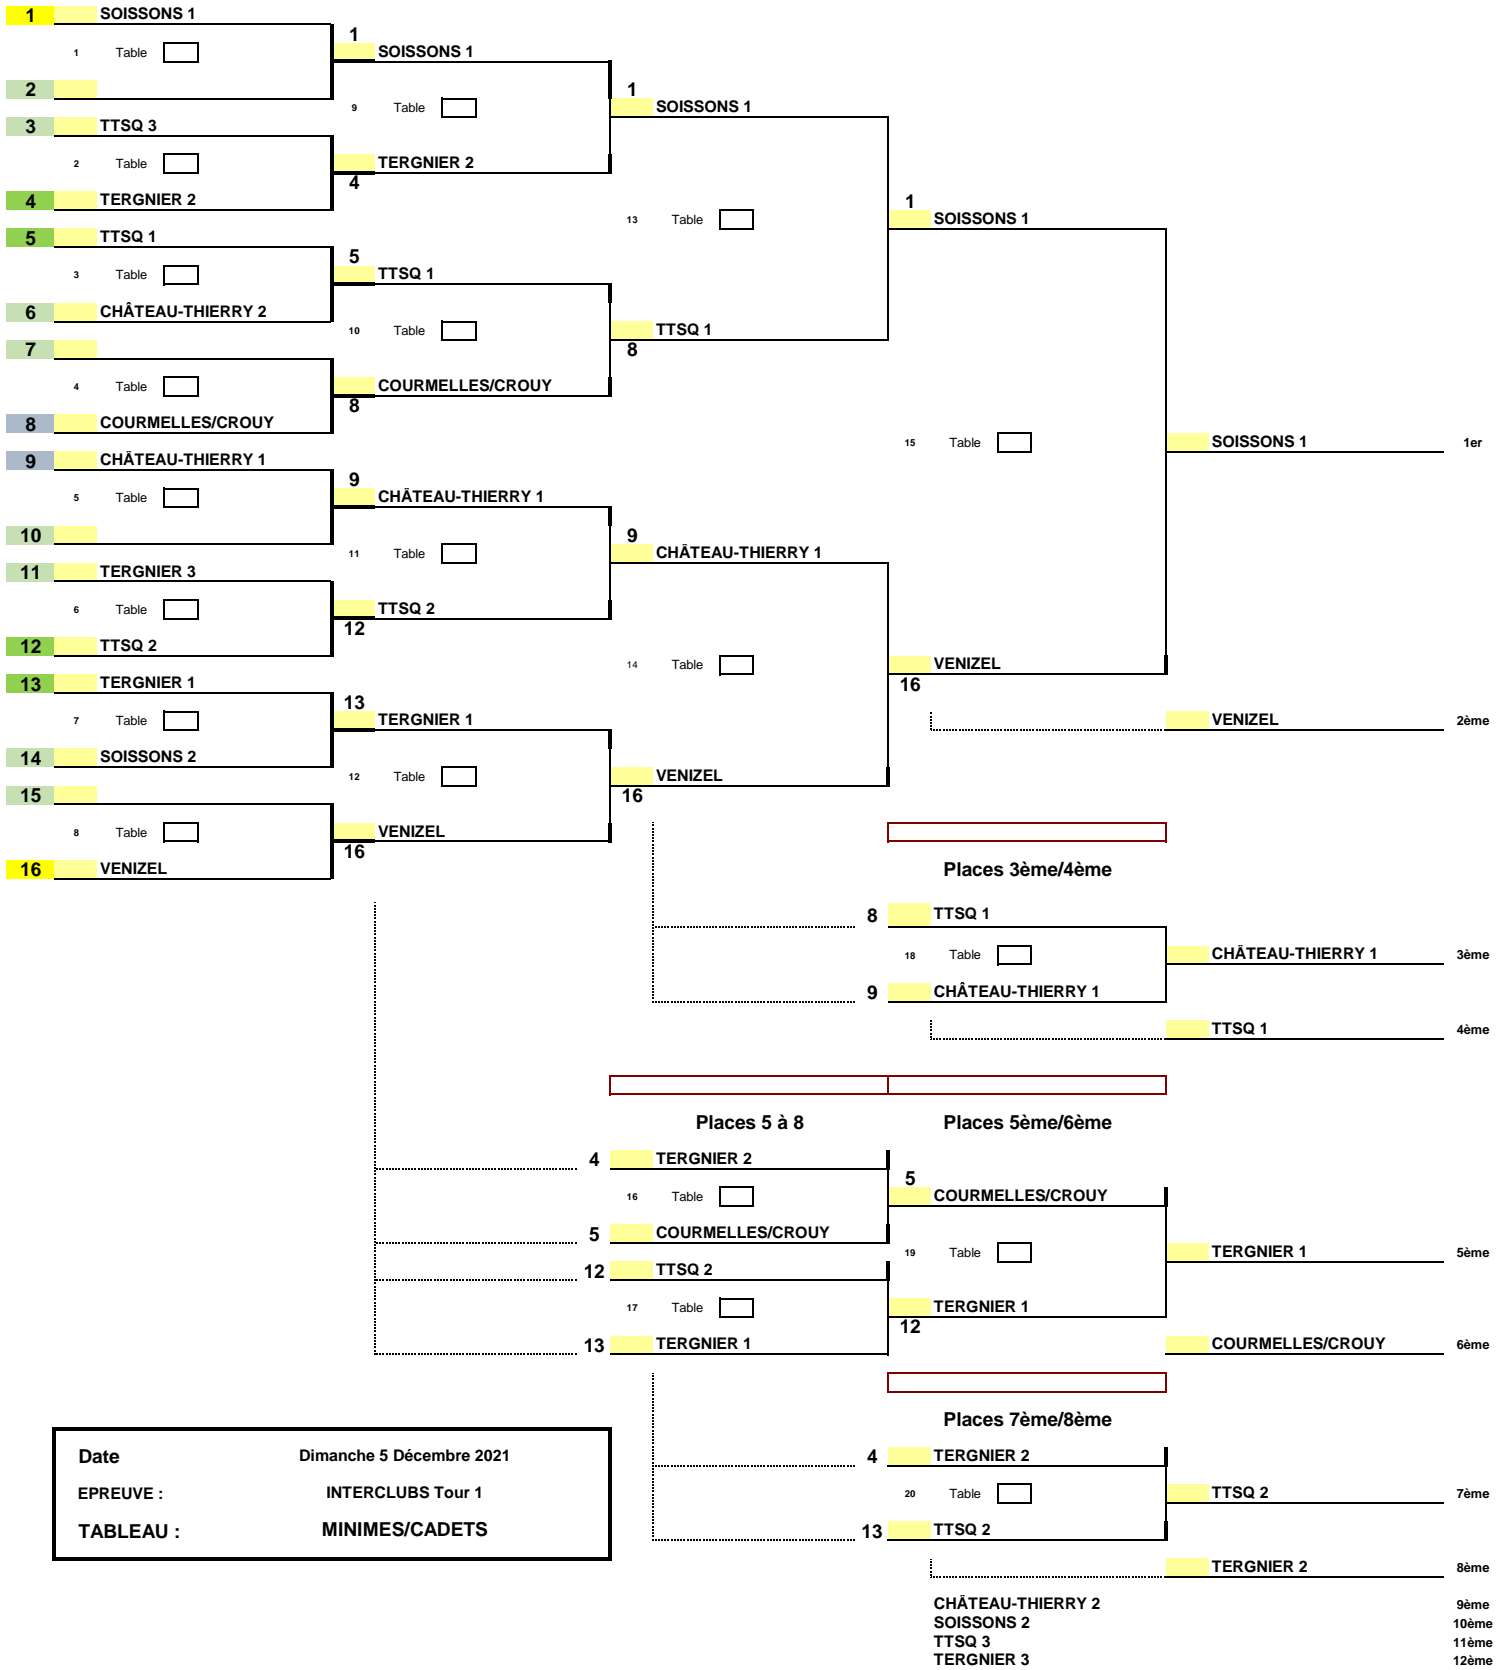 1 SOISSONS 1
1 Table
2
3 TTSQ 3
2 Table
4 TERGNIER 2
5 TTSQ 1
3 Table
6 CHÂTEAU-THIERRY 2
7
4 Table
8 COURMELLES/CROUY
9 CHÂTEAU-THIERRY 1
5 Table
10
11 TERGNIER 3
6 Table
12 TTSQ 2
13 TERGNIER 1
7 Table
14 SOISSONS 2
15
8 Table
16 VENIZEL
1
SOISSONS 1
9 Table
TERGNIER 2
4
5
TTSQ 1
10 Table
COURMELLES/CROUY
8
9
CHÂTEAU-THIERRY 1
11 Table
TTSQ 2
12
13
TERGNIER 1
12 Table
VENIZEL
16
1
SOISSONS 1
13 Table
TTSQ 1
8
9
CHÂTEAU-THIERRY 1
14 Table
VENIZEL
16
1
SOISSONS 1
15 Table
VENIZEL
16
SOISSONS 1 1er
VENIZEL 2ème
Places 3ème/4ème
8 TTSQ 1
18 Table
9 CHÂTEAU-THIERRY 1
CHÂTEAU-THIERRY 1 3ème
TTSQ 1 4ème
Places 5 à 8
4 TERGNIER 2
16 Table
5 COURMELLES/CROUY
12 TTSQ 2
17 Table
13 TERGNIER 1
Places 5ème/6ème
5
COURMELLES/CROUY
19 Table
TERGNIER 1
12
TERGNIER 1 5ème
COURMELLES/CROUY 6ème
Places 7ème/8ème
4 TERGNIER 2
20 Table
13 TTSQ 2
TTSQ 2 7ème
TERGNIER 2 8ème
CHÂTEAU-THIERRY 2 9ème
SOISSONS 2 10ème
TTSQ 3 11ème
TERGNIER 3 12ème
Date Dimanche 5 Décembre 2021
EPREUVE : INTERCLUBS Tour 1
TABLEAU : MINIMES/CADETS